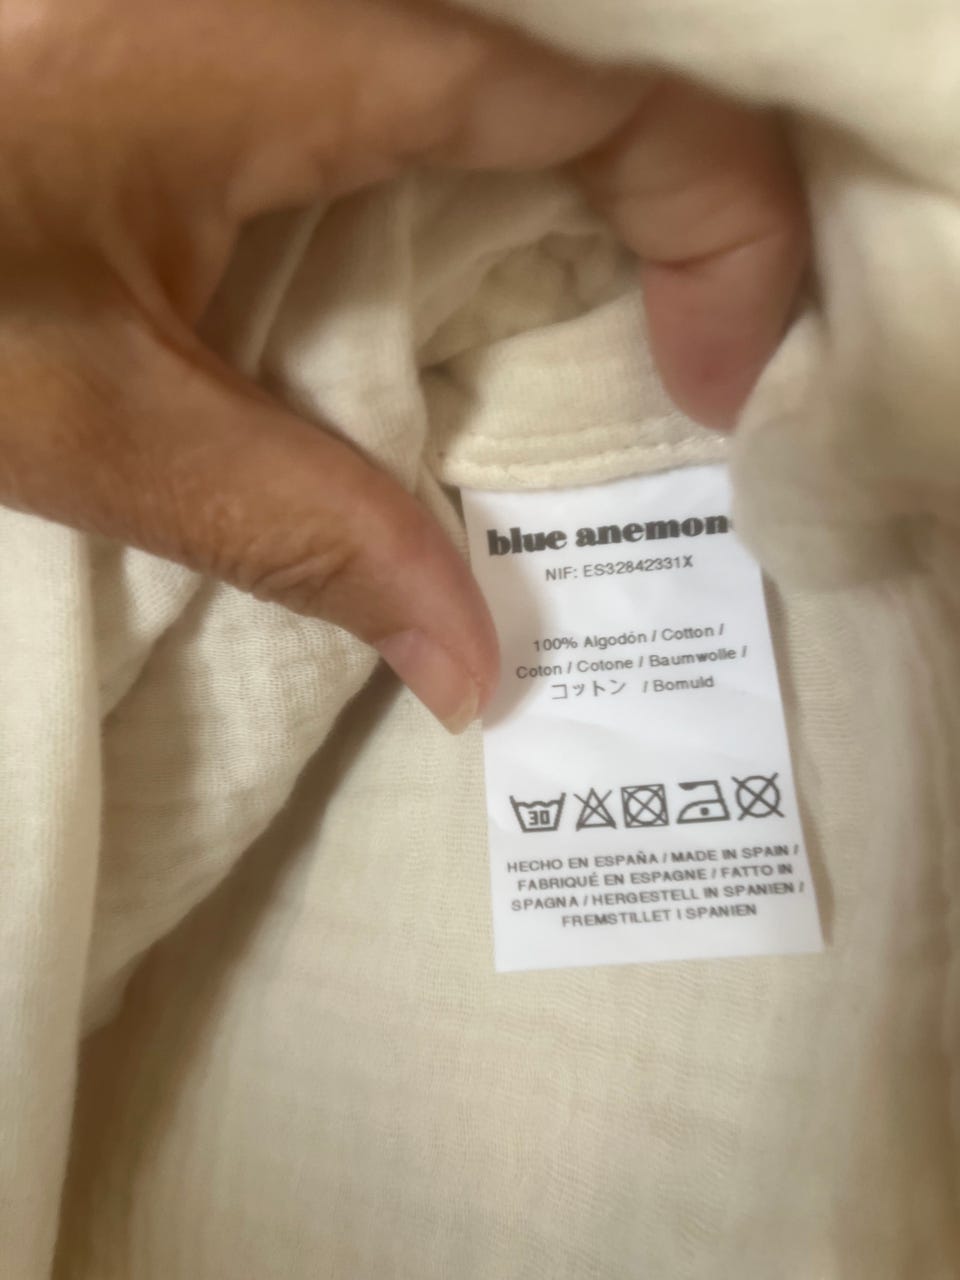 blue anemon
NIF: ES32842331X
100% Algodón / Cotton /
Coton / Cotone / Baumwolle /
コットン / Bomuld
30
HECHO EN ESPAÑA / MADE IN SPAIN /
FABRIQUÉ EN ESPAGNE / FATTO IN
SPAGNA / HERGESTELL IN SPANIEN /
FREMSTILLET I SPANIEN